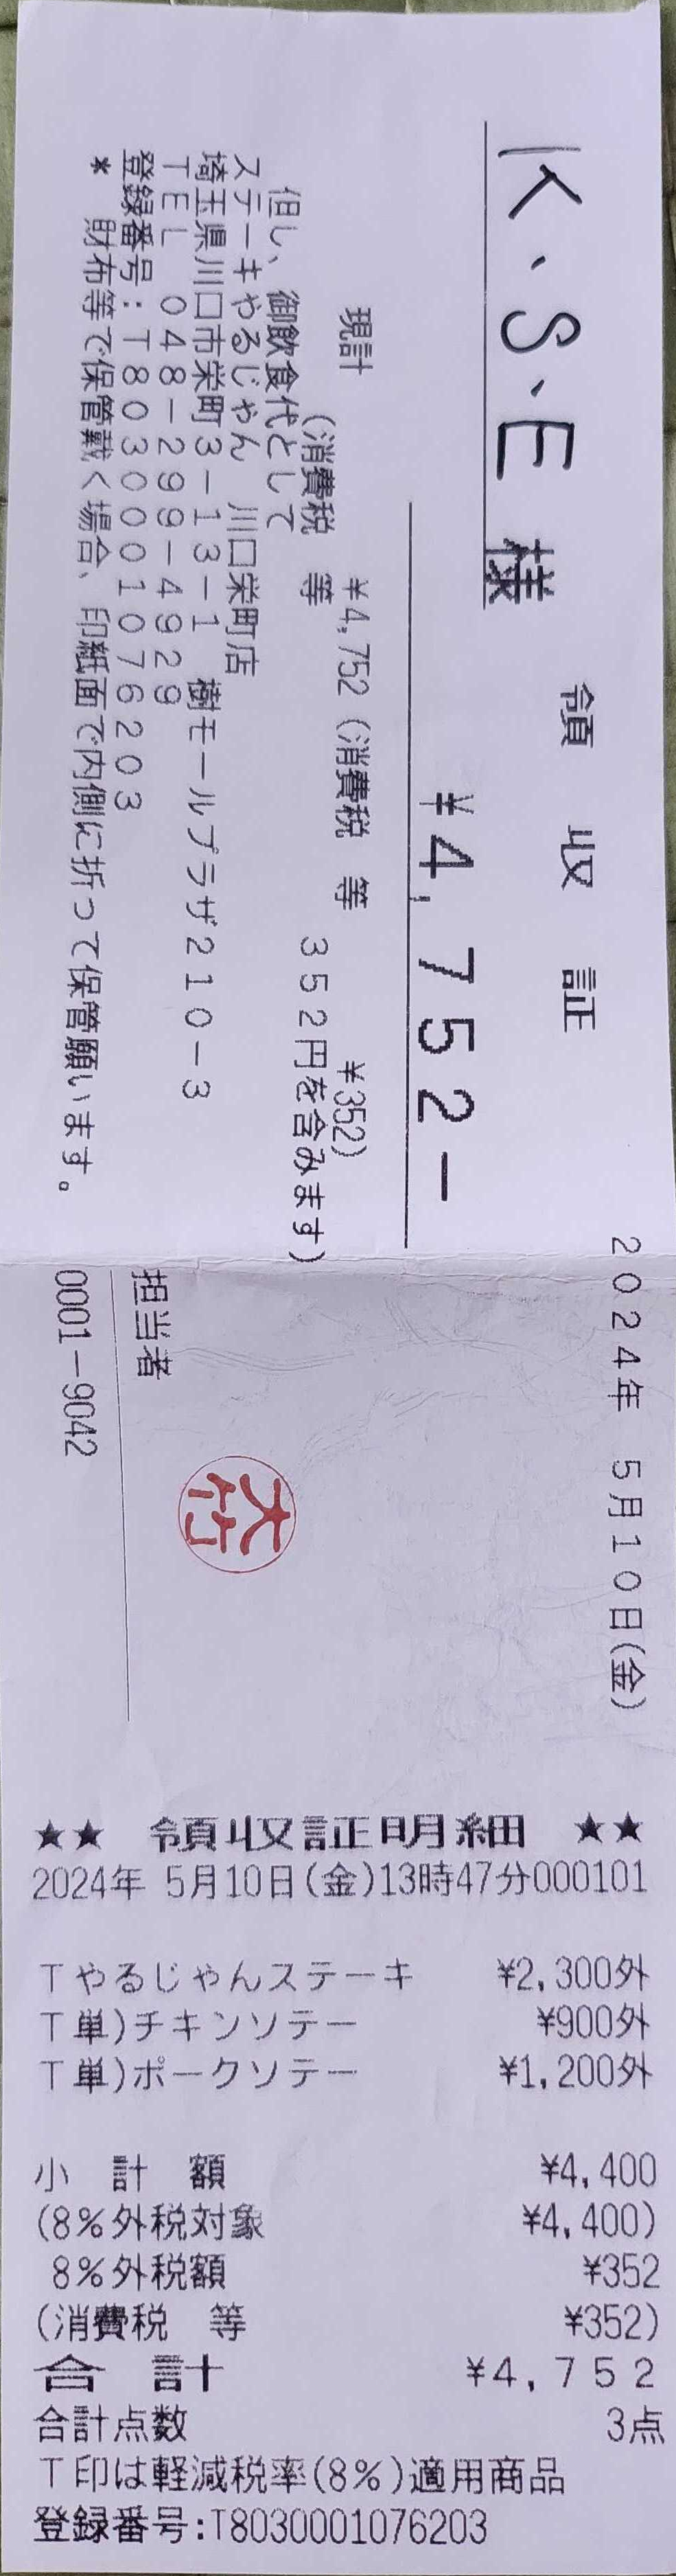 領 収 証
2024年 5月10日(金)
K、S、E 様
¥4,752-
現計 ¥4,752 (消費税 等 ¥352)
(消費税 等 352円を含みます)
但し、御飲食代として
ステーキやるじゃん 川口栄町店
埼玉県川口市栄町3-13-1 樹モールプラザ210-3
TEL 048-299-4929
登録番号:T8030001076203
* 財布等で保管戴く場合、印紙面で内側に折って保管願います。
担当者
大竹
0001-9042
★★ 領収証明細 ★★
2024年 5月10日(金)13時47分000101
Tやるじゃんステーキ ¥2,300外
T単)チキンソテー ¥900外
T単)ポークソテー ¥1,200外
小 計 額 ¥4,400
(8%外税対象 ¥4,400)
8%外税額 ¥352
(消費税 等 ¥352)
合 計 ¥4,752
合計点数 3点
T印は軽減税率(8%)適用商品
登録番号:T8030001076203